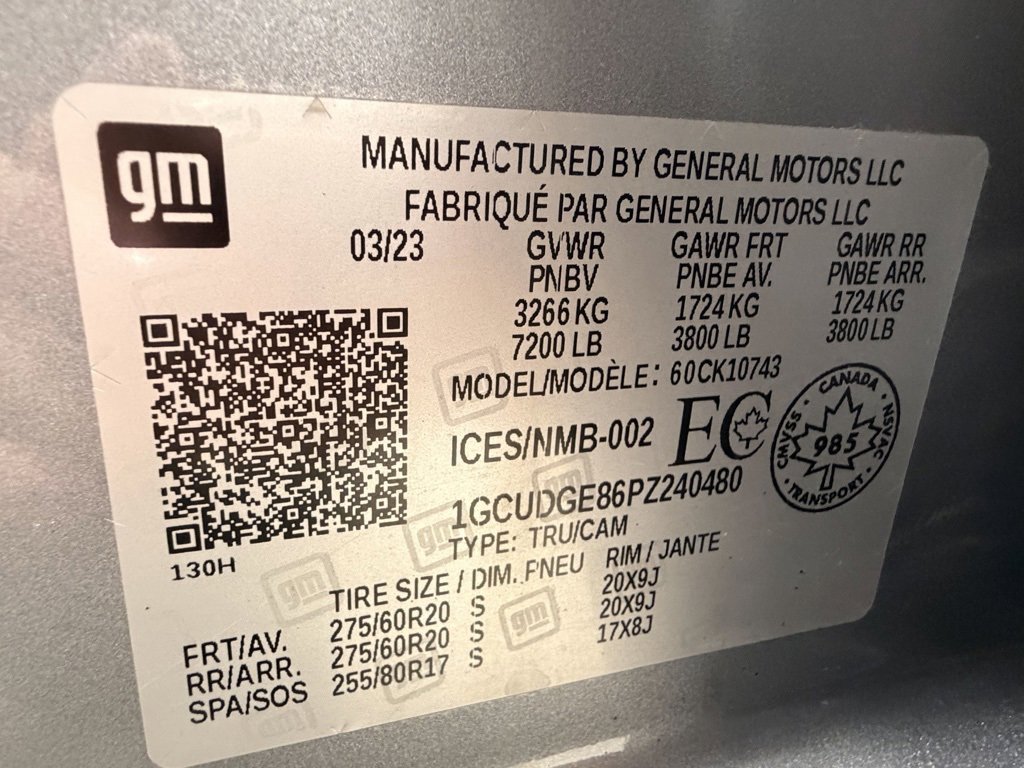 gm
MANUFACTURED BY GENERAL MOTORS LLC
FABRIQUÉ PAR GENERAL MOTORS LLC
03/23 GVWR GAWR FRT GAWR RR
PNBV PNBE AV. PNBE ARR.
3266 KG 1724 KG 1724 KG
7200 LB 3800 LB 3800 LB
MODEL/MODÈLE: 60CK10743
ICES/NMB-002 EC
CANADA
CMVSS · NSVAC
985
TRANSPORT
1GCUDGE86PZ240480
TYPE: TRU/CAM
130H
TIRE SIZE / DIM. PNEU RIM / JANTE
FRT/AV. 275/60R20 S 20X9J
RR/ARR. 275/60R20 S 20X9J
SPA/SOS 255/80R17 S 17X8J
gm
gm
gm